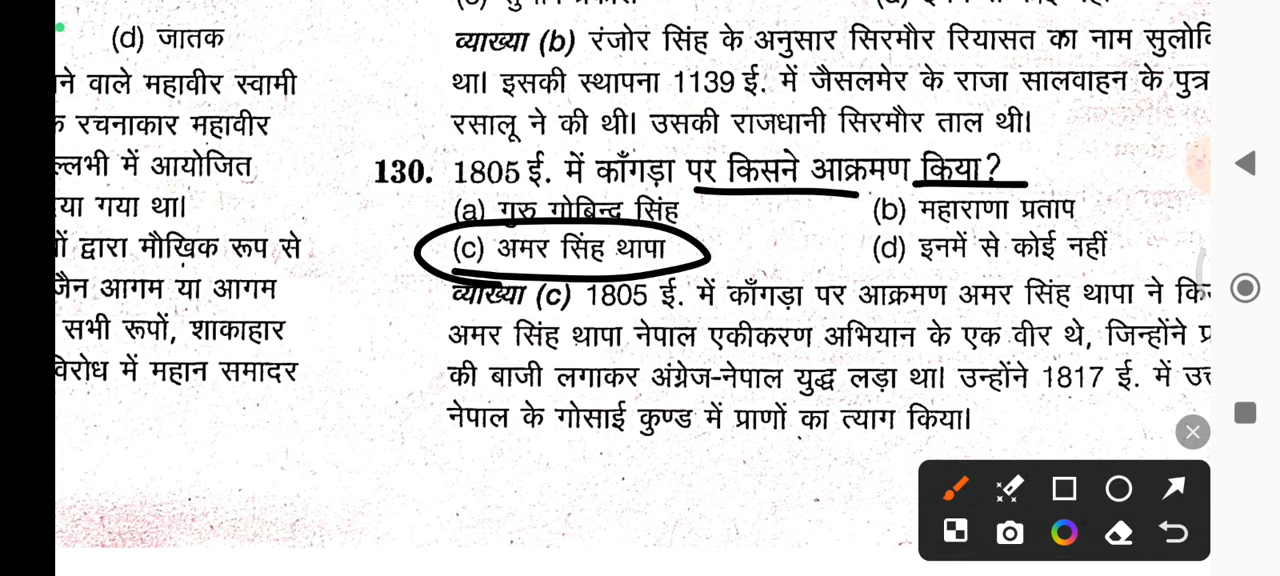 (d) जातक
ने वाले महावीर स्वामी
रचनाकार महावीर
ल्लभी में आयोजित
या गया था।
ों द्वारा मौखिक रूप से
जैन आगम या आगम
सभी रूपों, शाकाहार
विरोध में महान समादर
व्याख्या (b) रंजोर सिंह के अनुसार सिरमौर रियासत का नाम
था। इसकी स्थापना 1139 ई. में जैसलमेर के राजा सालवाहन के पुत्र
रसालू ने की थी। उसकी राजधानी सिरमौर ताल थी।
130. 1805 ई. में काँगड़ा पर किसने आक्रमण किया?
(a) गुरु गोबिन्द सिंह (b) महाराणा प्रताप
(c) अमर सिंह थापा (d) इनमें से कोई नहीं
व्याख्या (c) 1805 ई. में काँगड़ा पर आक्रमण अमर सिंह थापा ने
अमर सिंह थापा नेपाल एकीकरण अभियान के एक वीर थे, जिन्होंने
की बाजी लगाकर अंग्रेज-नेपाल युद्ध लड़ा था। उन्होंने 1817 ई. में
नेपाल के गोसाई कुण्ड में प्राणों का त्याग किया।